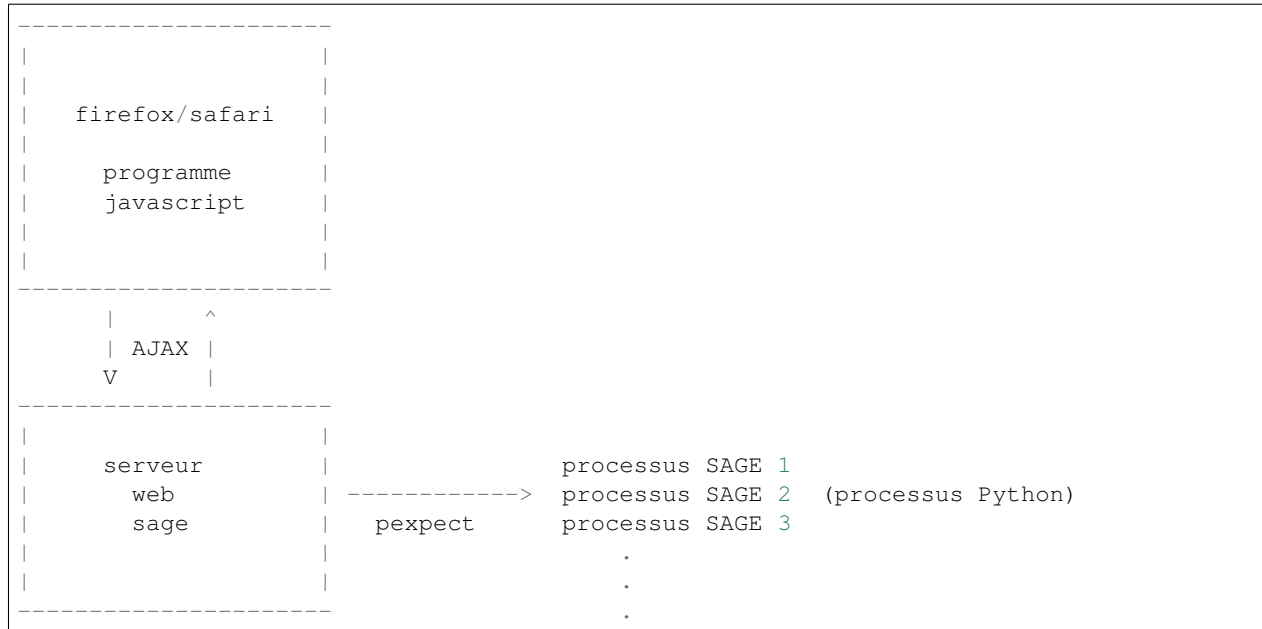 ----------------------
|                    |
|                    |
|   firefox/safari   |
|                    |
|     programme      |
|     javascript     |
|                    |
|                    |
----------------------
      |      ^
      | AJAX |
      V      |
----------------------
|                    |
|     serveur        |                processus SAGE 1
|       web          | ------------>  processus SAGE 2  (processus Python)
|       sage         |   pexpect      processus SAGE 3
|                    |                    .
|                    |                    .
----------------------                    .